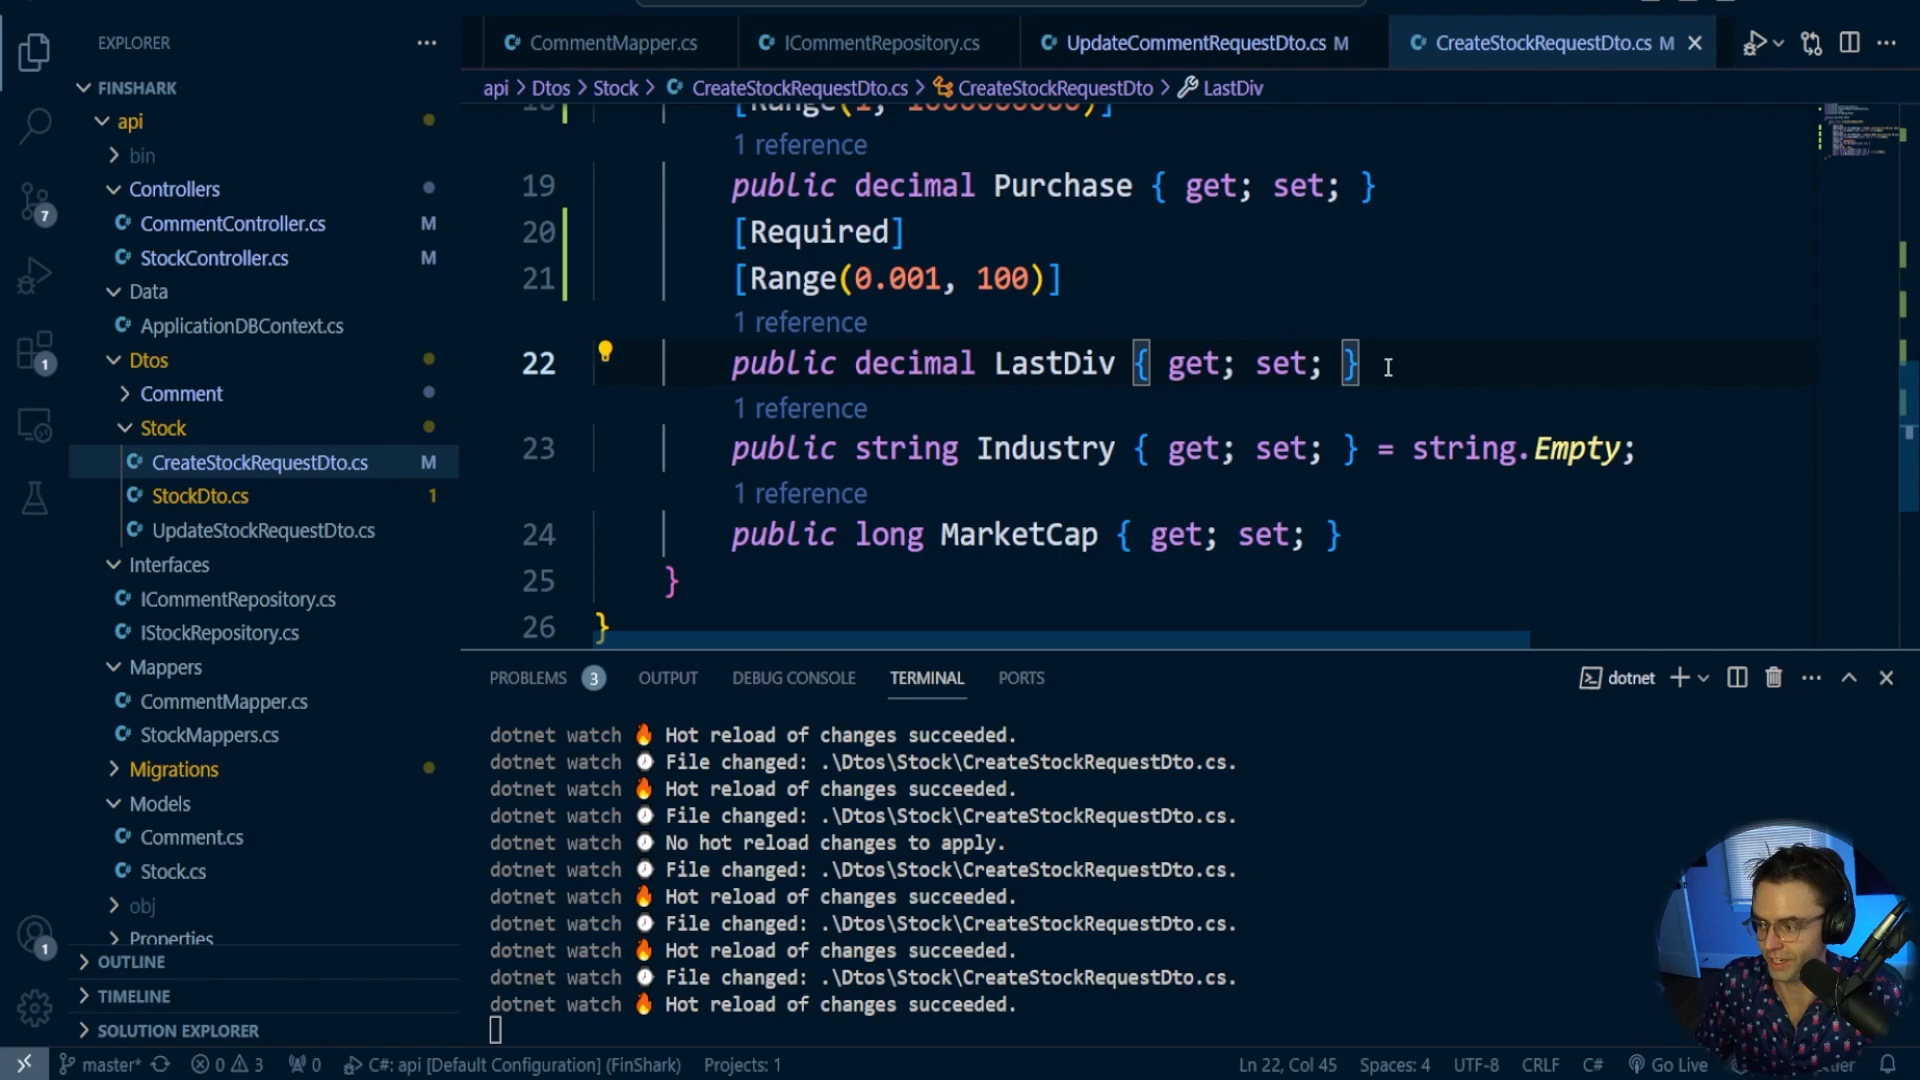 EXPLORER
FINSHARK
api
bin
Controllers
CommentController.cs M
StockController.cs M
Data
ApplicationDBContext.cs
Dtos
Comment
Stock
CreateStockRequestDto.cs M
StockDto.cs 1
UpdateStockRequestDto.cs
Interfaces
ICommentRepository.cs
IStockRepository.cs
Mappers
CommentMapper.cs
StockMappers.cs
Migrations
Models
Comment.cs
Stock.cs
obj
Properties
OUTLINE
TIMELINE
SOLUTION EXPLORER
7
1
1
CommentMapper.cs
ICommentRepository.cs
UpdateCommentRequestDto.cs M
CreateStockRequestDto.cs M
api > Dtos > Stock > CreateStockRequestDto.cs > CreateStockRequestDto > LastDiv
1 reference
19 public decimal Purchase { get; set; }
20 [Required]
21 [Range(0.001, 100)]
1 reference
22 public decimal LastDiv { get; set; }
1 reference
23 public string Industry { get; set; } = string.Empty;
1 reference
24 public long MarketCap { get; set; }
25 }
26 }
PROBLEMS 3 OUTPUT DEBUG CONSOLE TERMINAL PORTS
dotnet
dotnet watch 🔥 Hot reload of changes succeeded.
dotnet watch ⌚ File changed: .\Dtos\Stock\CreateStockRequestDto.cs.
dotnet watch 🔥 Hot reload of changes succeeded.
dotnet watch ⌚ File changed: .\Dtos\Stock\CreateStockRequestDto.cs.
dotnet watch ⌚ No hot reload changes to apply.
dotnet watch ⌚ File changed: .\Dtos\Stock\CreateStockRequestDto.cs.
dotnet watch 🔥 Hot reload of changes succeeded.
dotnet watch ⌚ File changed: .\Dtos\Stock\CreateStockRequestDto.cs.
dotnet watch 🔥 Hot reload of changes succeeded.
dotnet watch ⌚ File changed: .\Dtos\Stock\CreateStockRequestDto.cs.
dotnet watch 🔥 Hot reload of changes succeeded.
master* 0 3 0 C#: api [Default Configuration] (FinShark) Projects: 1 Ln 22, Col 45 Spaces: 4 UTF-8 CRLF C# Go Live